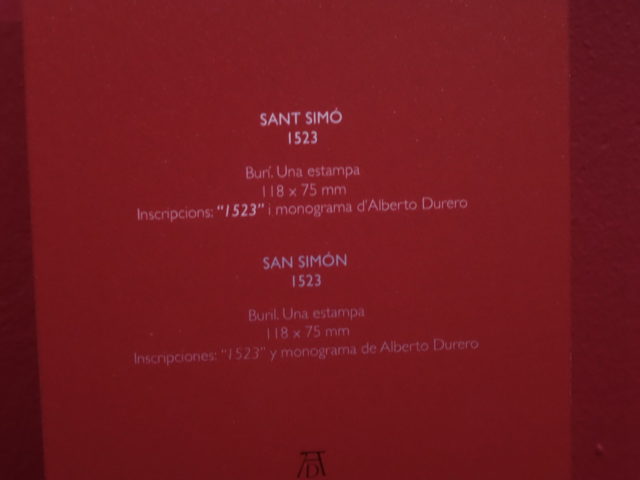 SANT SIMÓ
1523
Burí. Una estampa
118 x 75 mm
Inscripcions: "1523" i monograma d'Alberto Durero
SAN SIMÓN
1523
Buril. Una estampa
118 x 75 mm
Inscripciones: "1523" y monograma de Alberto Durero
AD